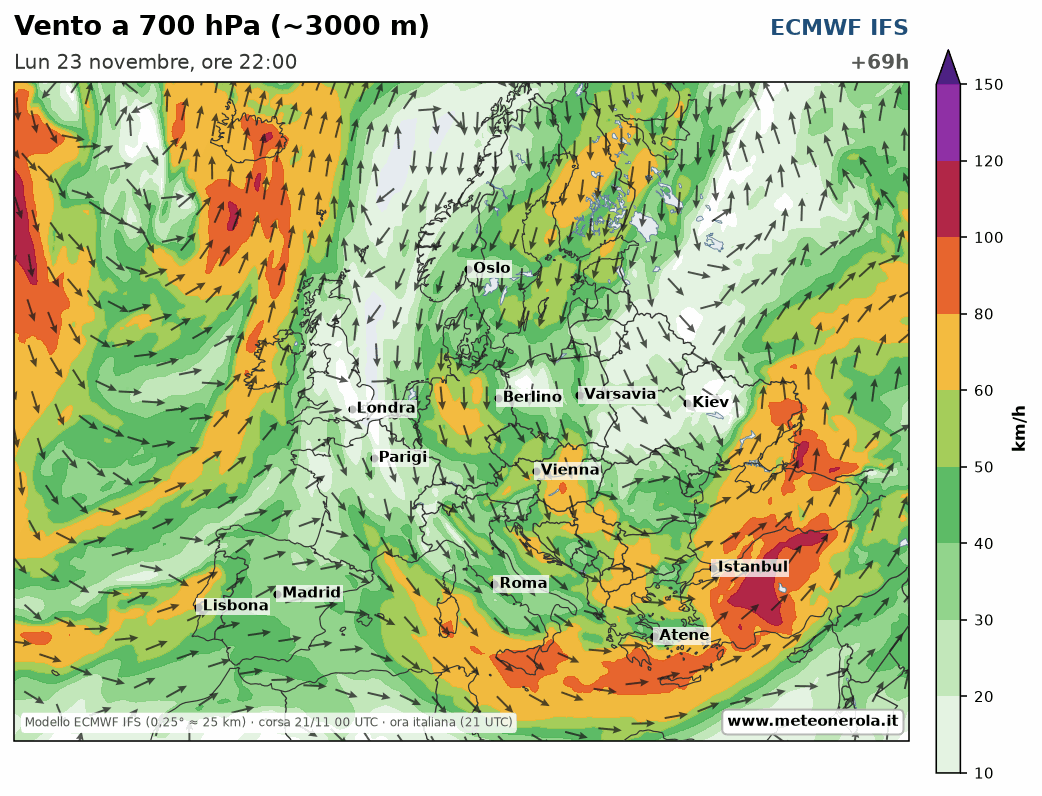 Vento a 700 hPa (~3000 m)
ECMWF IFS
Lun 23 novembre, ore 22:00
+69h
150
120
100
80
60
50
40
30
20
10
km/h
Oslo
Londra
Berlino
Varsavia
Kiev
Parigi
Vienna
Istanbul
Roma
Madrid
Lisbona
Atene
Modello ECMWF IFS (0,25° ≈ 25 km) · corsa 21/11 00 UTC · ora italiana (21 UTC)
www.meteonerola.it